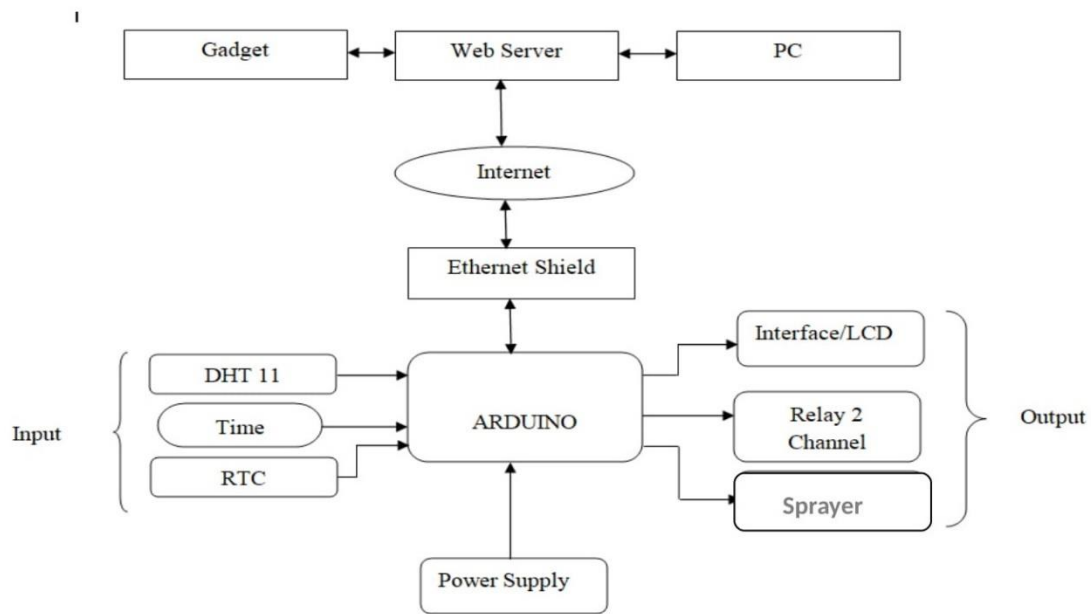 Gadget
Web Server
PC
Internet
Ethernet Shield
Interface/LCD
DHT 11
Input
Time
ARDUINO
Relay 2
Channel
Output
RTC
Sprayer
Power Supply